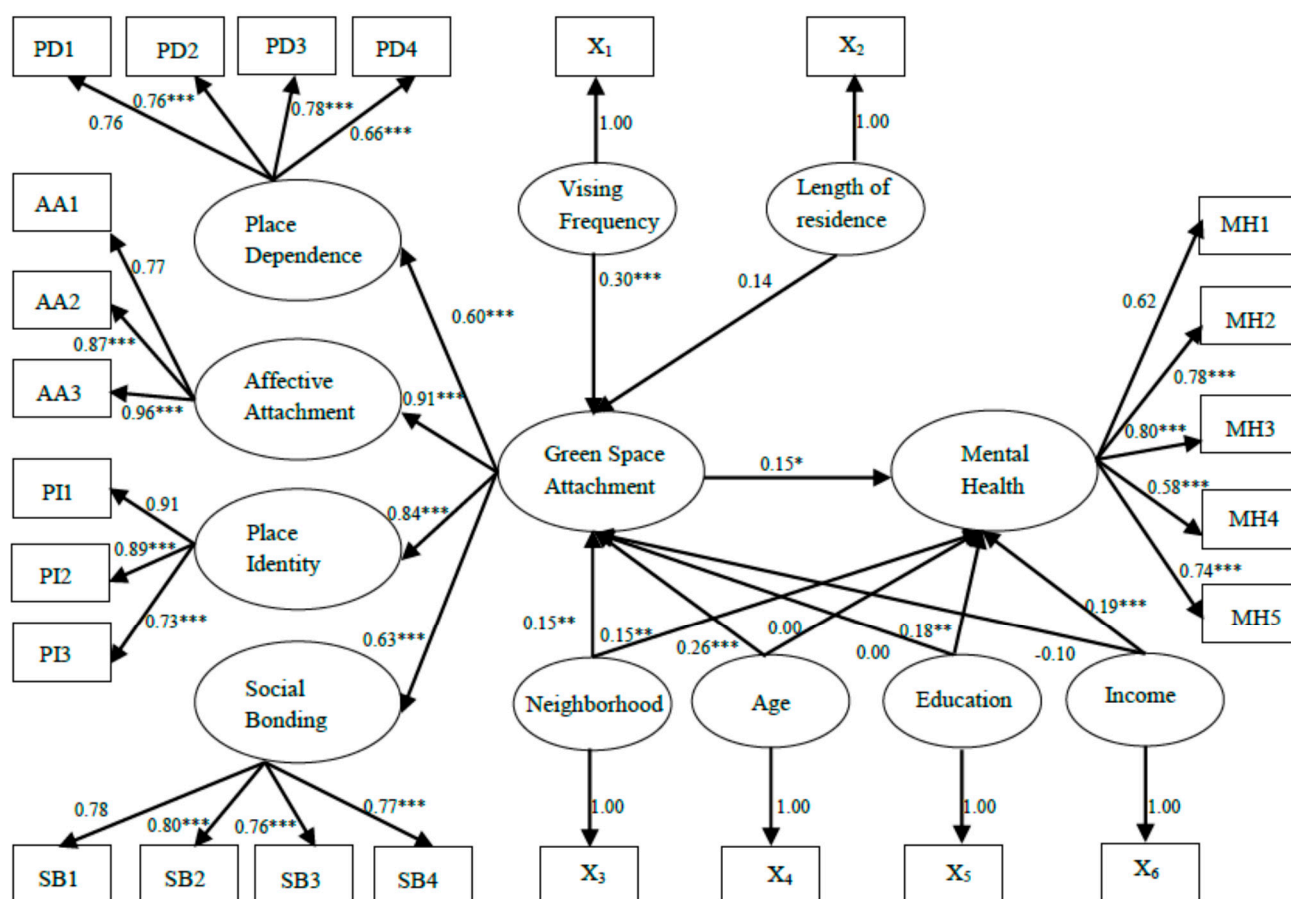 PD1
PD2
PD3
PD4
X₁
X₂
0.76
0.76***
0.78***
0.66***
1.00
1.00
AA1
AA2
AA3
0.77
0.87***
0.96***
Place
Dependence
Vising
Frequency
Length of
residence
0.60***
0.30***
0.14
Affective
Attachment
0.91***
MH1
MH2
MH3
MH4
MH5
0.62
0.78***
0.80***
0.58***
0.74***
Green Space
Attachment
0.15*
Mental
Health
PI1
PI2
PI3
0.91
0.89***
0.73***
Place
Identity
0.84***
0.63***
0.15**
0.15**
0.26***
0.00
0.18**
0.00
0.19***
-0.10
Social
Bonding
Neighborhood
Age
Education
Income
0.78
0.80***
0.76***
0.77***
1.00
1.00
1.00
1.00
SB1
SB2
SB3
SB4
X₃
X₄
X₅
X₆